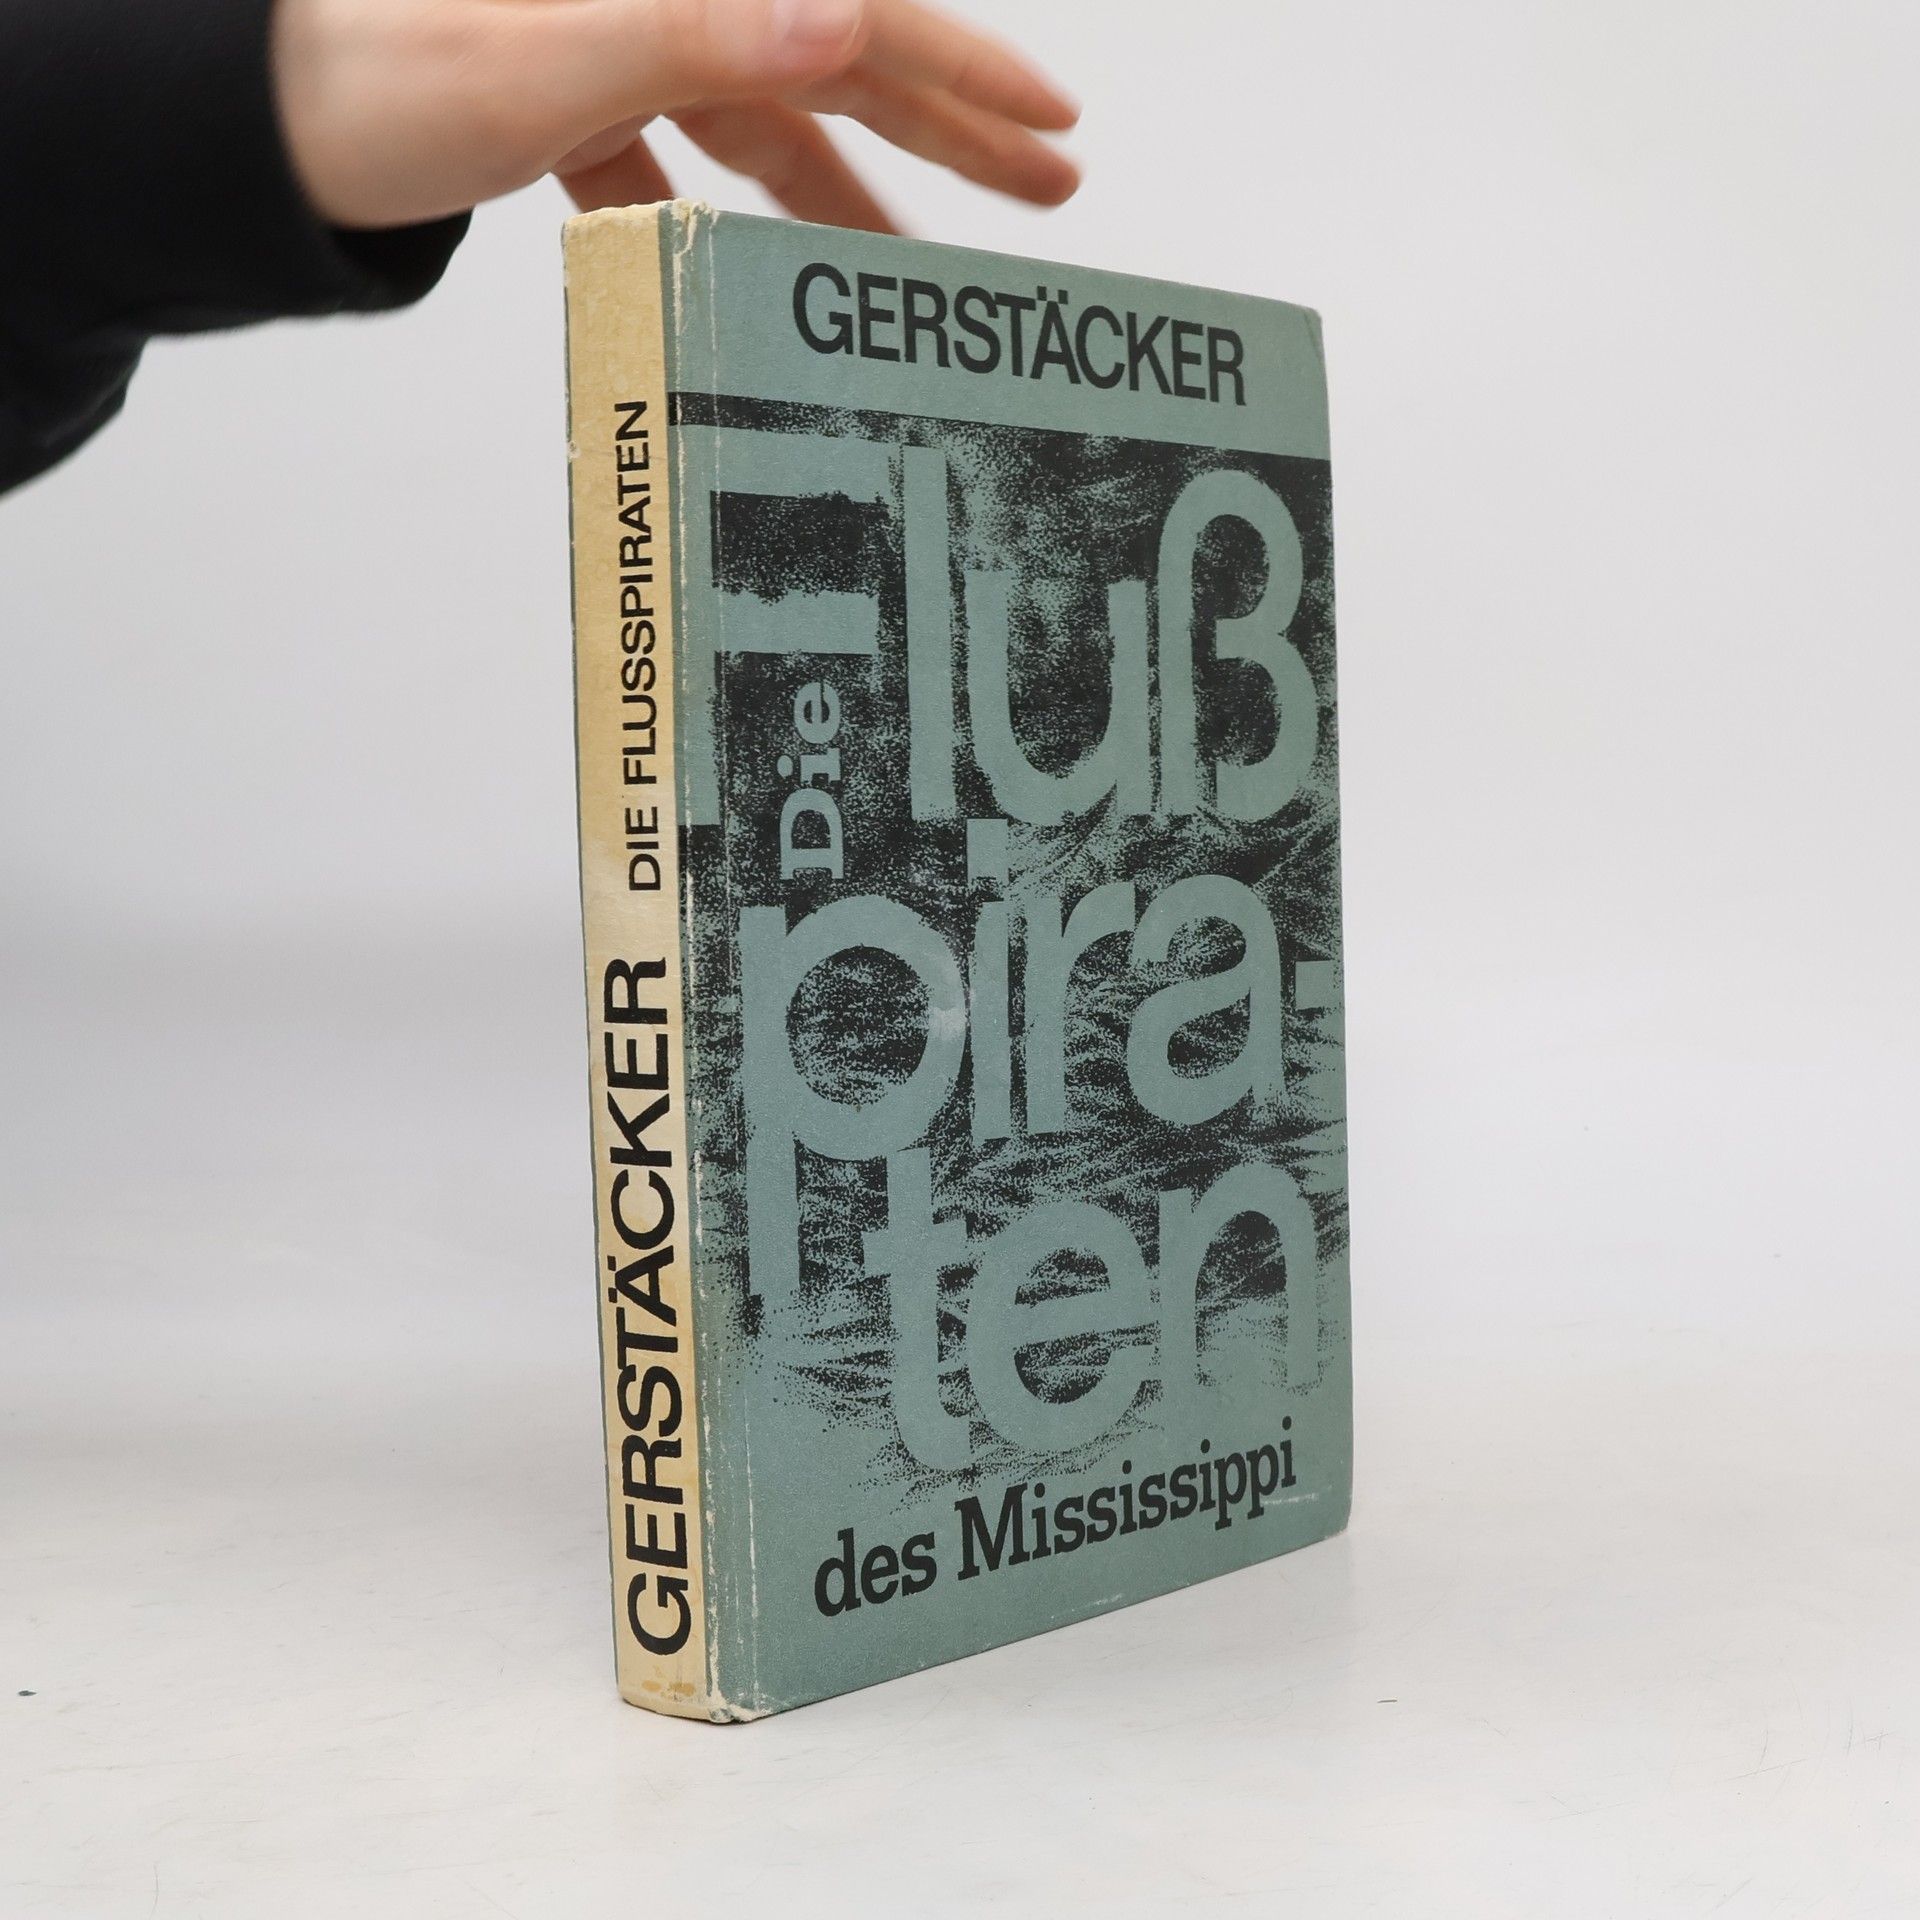 GERSTÄCKER DIE FLUSSPIRATEN
GERSTÄCKER
Die
Fluß
pira-
ten
des Mississippi